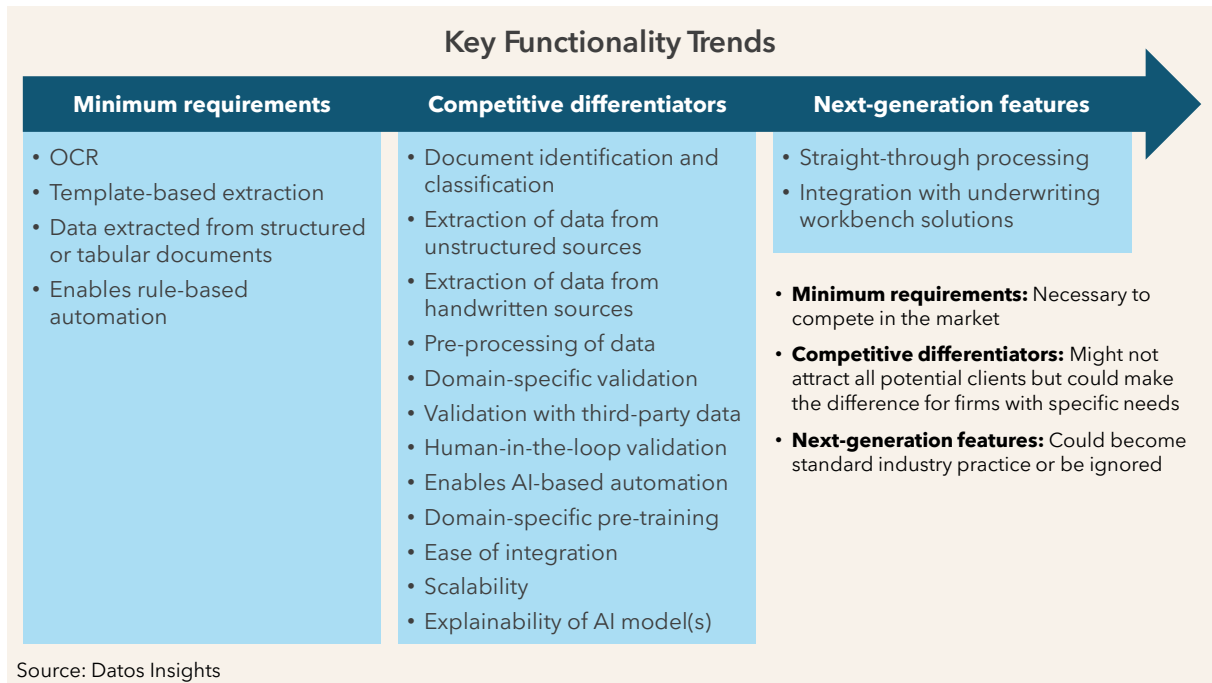 Key Functionality Trends
Minimum requirements
• OCR
• Template-based extraction
• Data extracted from structured
or tabular documents
• Enables rule-based
automation
Competitive differentiators
• Document identification and
classification
• Extraction of data from
unstructured sources
• Extraction of data from
handwritten sources
• Pre-processing of data
• Domain-specific validation
• Validation with third-party data
• Human-in-the-loop validation
• Enables AI-based automation
• Domain-specific pre-training
• Ease of integration
• Scalability
• Explainability of AI model(s)
Next-generation features
• Straight-through processing
• Integration with underwriting
workbench solutions
• Minimum requirements: Necessary to
compete in the market
• Competitive differentiators: Might not
attract all potential clients but could make
the difference for firms with specific needs
• Next-generation features: Could become
standard industry practice or be ignored
Source: Datos Insights